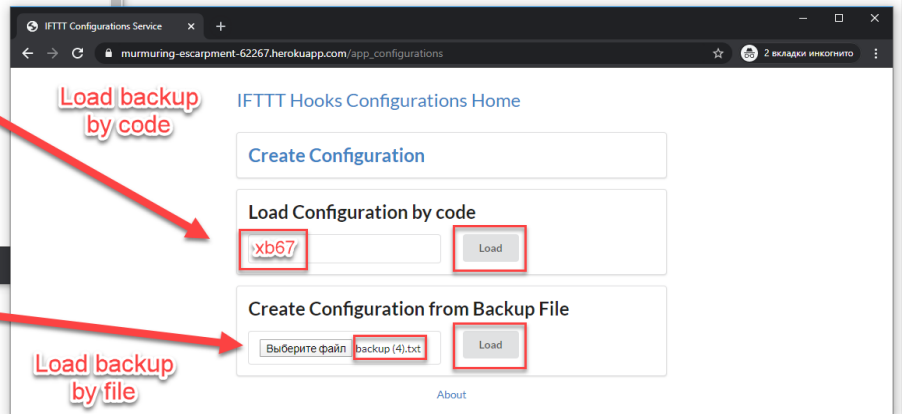 IFTTT Configurations Service
murmuring-escarpment-62267.herokuapp.com/app_configurations
2 вкладки инкогнито
Load backup
by code
IFTTT Hooks Configurations Home
Create Configuration
Load Configuration by code
xb67
Load
Create Configuration from Backup File
Выберите файл backup (4).txt
Load
Load backup
by file
About